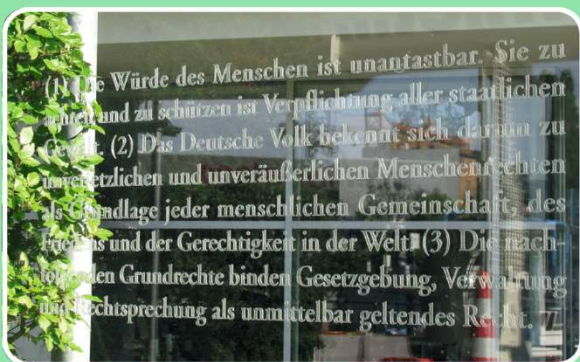 (1) Die Würde des Menschen ist unantastbar. Sie zu
achten und zu schützen ist Verpflichtung aller staatlichen
Gewalt. (2) Das Deutsche Volk bekennt sich darum zu
unverletzlichen und unveräußerlichen Menschenrechten
als Grundlage jeder menschlichen Gemeinschaft, des
Friedens und der Gerechtigkeit in der Welt. (3) Die nach-
folgenden Grundrechte binden Gesetzgebung, Verwaltung
und Rechtsprechung als unmittelbar geltendes Recht.